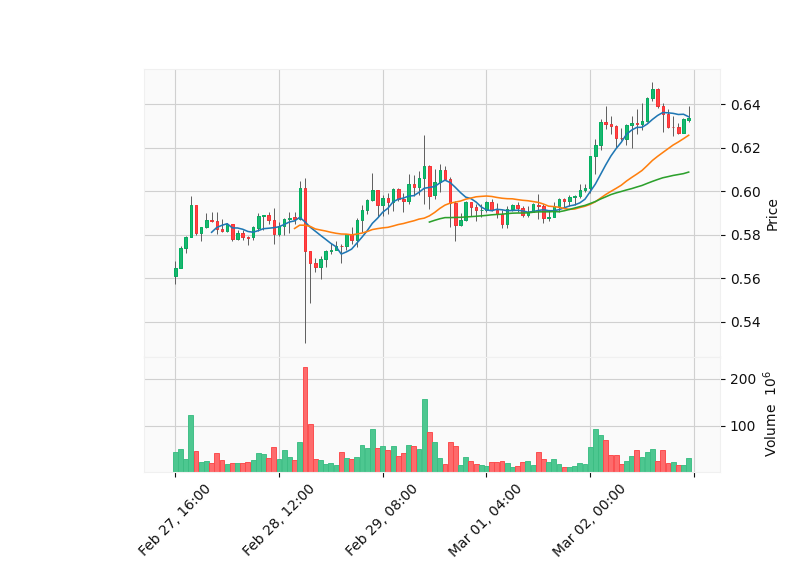 0.64
0.62
0.60
0.58
0.56
0.54
Price
200
100
Volume 10^6
Feb 27, 16:00
Feb 28, 12:00
Feb 29, 08:00
Mar 01, 04:00
Mar 02, 00:00